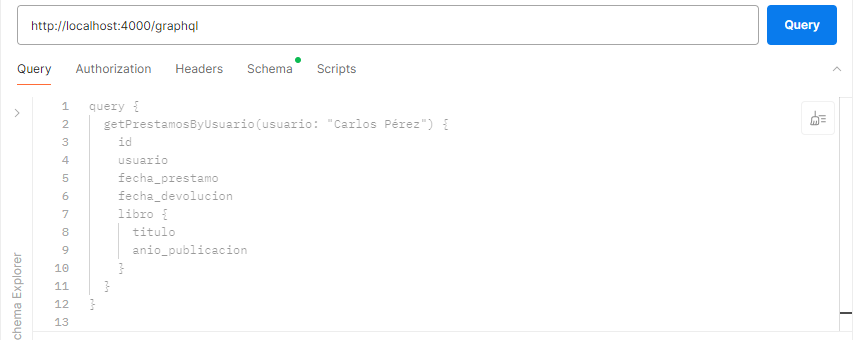 http://localhost:4000/graphql
Query
Query Authorization Headers Schema Scripts
1 query {
2 getPrestamosByUsuario(usuario: "Carlos Pérez") {
3 id
4 usuario
5 fecha_prestamo
6 fecha_devolucion
7 libro {
8 titulo
9 anio_publicacion
10 }
11 }
12 }
13
chema Explorer